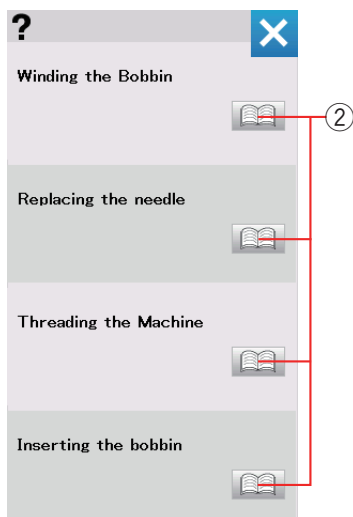 ?
Winding the Bobbin
②
Replacing the needle
Threading the Machine
Inserting the bobbin